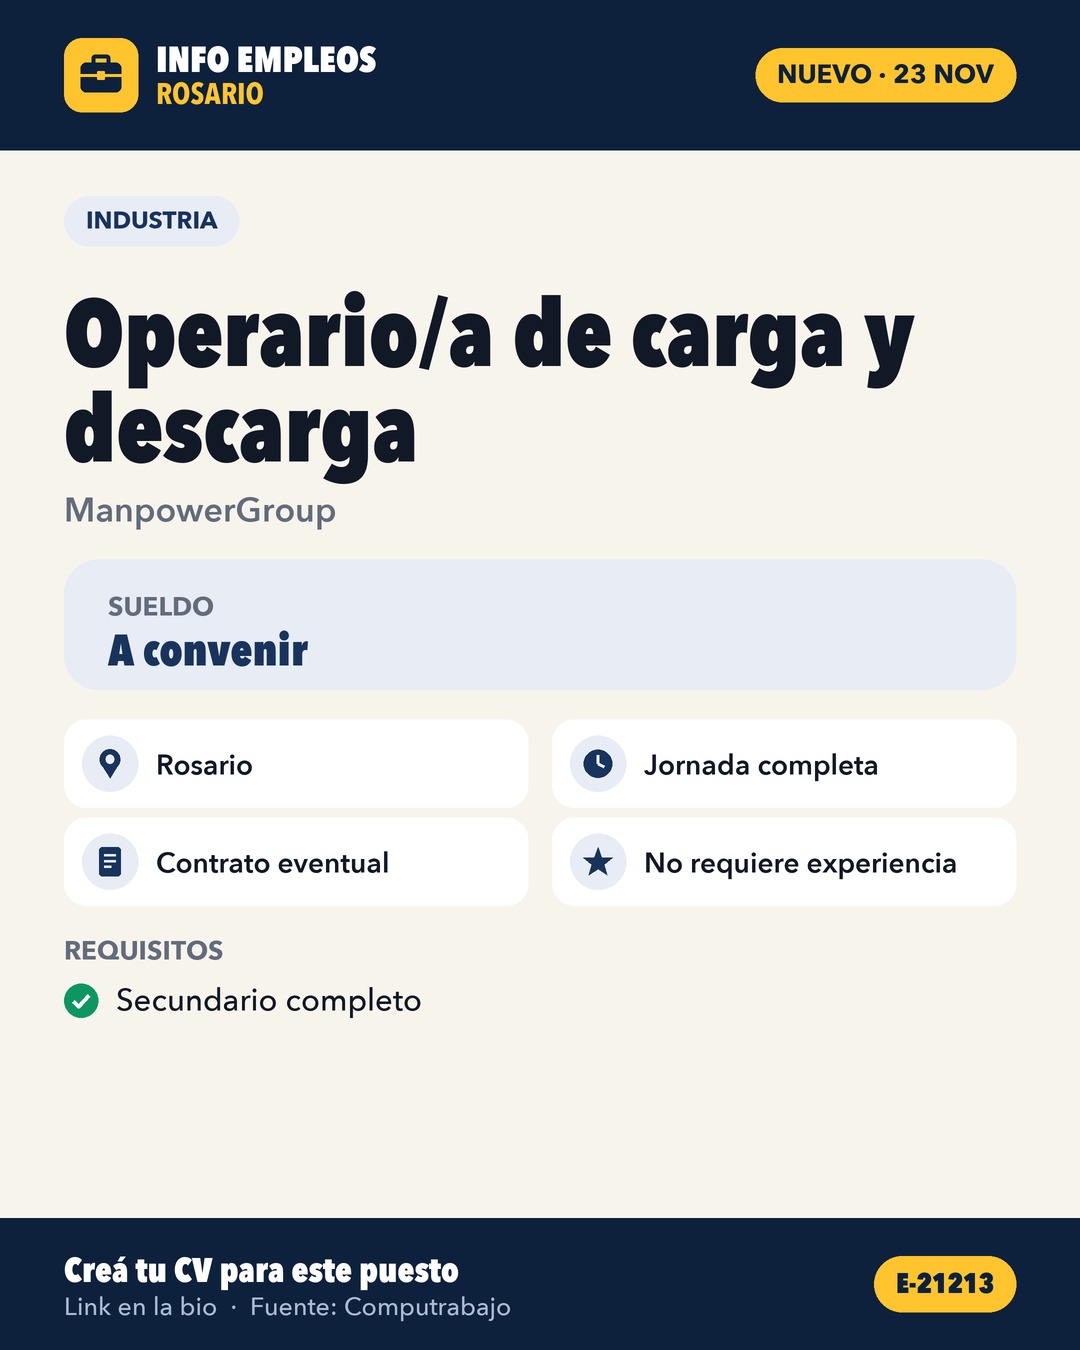 INFO EMPLEOS
ROSARIO
NUEVO · 23 NOV
INDUSTRIA
Operario/a de carga y
descarga
ManpowerGroup
SUELDO
A convenir
Rosario
Jornada completa
Contrato eventual
No requiere experiencia
REQUISITOS
Secundario completo
Creá tu CV para este puesto
Link en la bio · Fuente: Computrabajo
E-21213